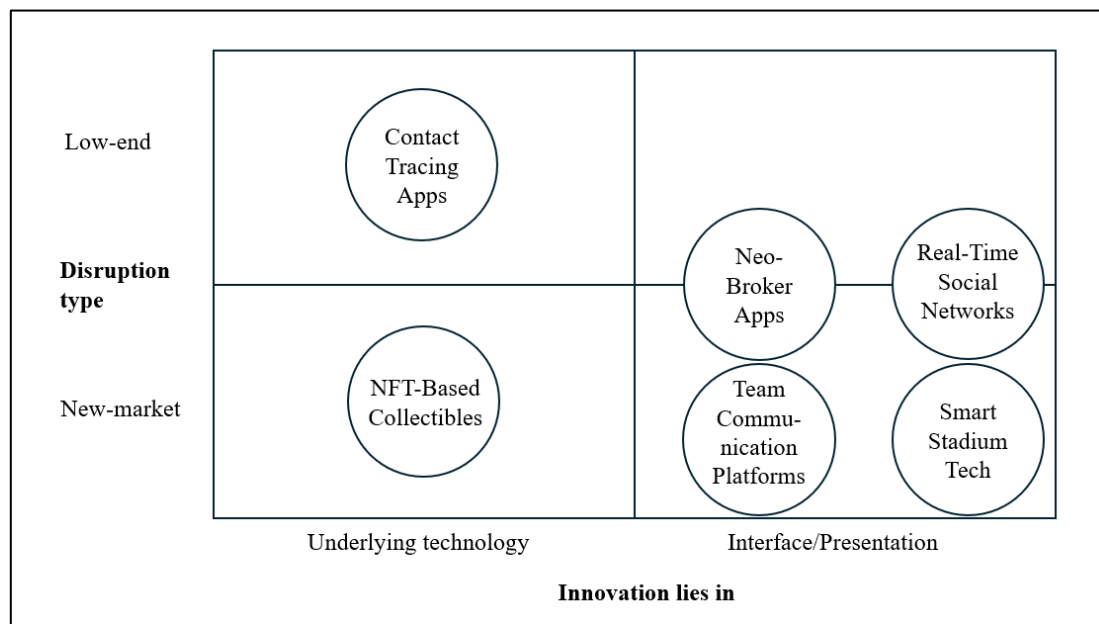 Low-end
Contact
Tracing
Apps
Disruption
type
Neo-
Broker
Apps
Real-Time
Social
Networks
New-market
NFT-Based
Collectibles
Team
Commu-
nication
Platforms
Smart
Stadium
Tech
Underlying technology
Interface/Presentation
Innovation lies in